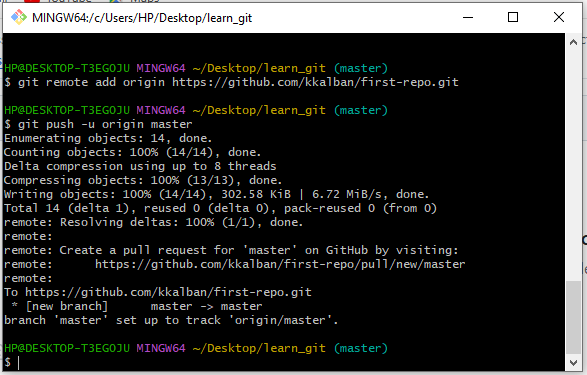 YouTube Maps
MINGW64:/c/Users/HP/Desktop/learn_git
HP@DESKTOP-T3EGOJU MINGW64 ~/Desktop/learn_git (master)
$ git remote add origin https://github.com/kkalban/first-repo.git
HP@DESKTOP-T3EGOJU MINGW64 ~/Desktop/learn_git (master)
$ git push -u origin master
Enumerating objects: 14, done.
Counting objects: 100% (14/14), done.
Delta compression using up to 8 threads
Compressing objects: 100% (13/13), done.
Writing objects: 100% (14/14), 302.58 KiB | 6.72 MiB/s, done.
Total 14 (delta 1), reused 0 (delta 0), pack-reused 0 (from 0)
remote: Resolving deltas: 100% (1/1), done.
remote:
remote: Create a pull request for 'master' on GitHub by visiting:
remote:      https://github.com/kkalban/first-repo/pull/new/master
remote:
To https://github.com/kkalban/first-repo.git
 * [new branch]      master -> master
branch 'master' set up to track 'origin/master'.
HP@DESKTOP-T3EGOJU MINGW64 ~/Desktop/learn_git (master)
$